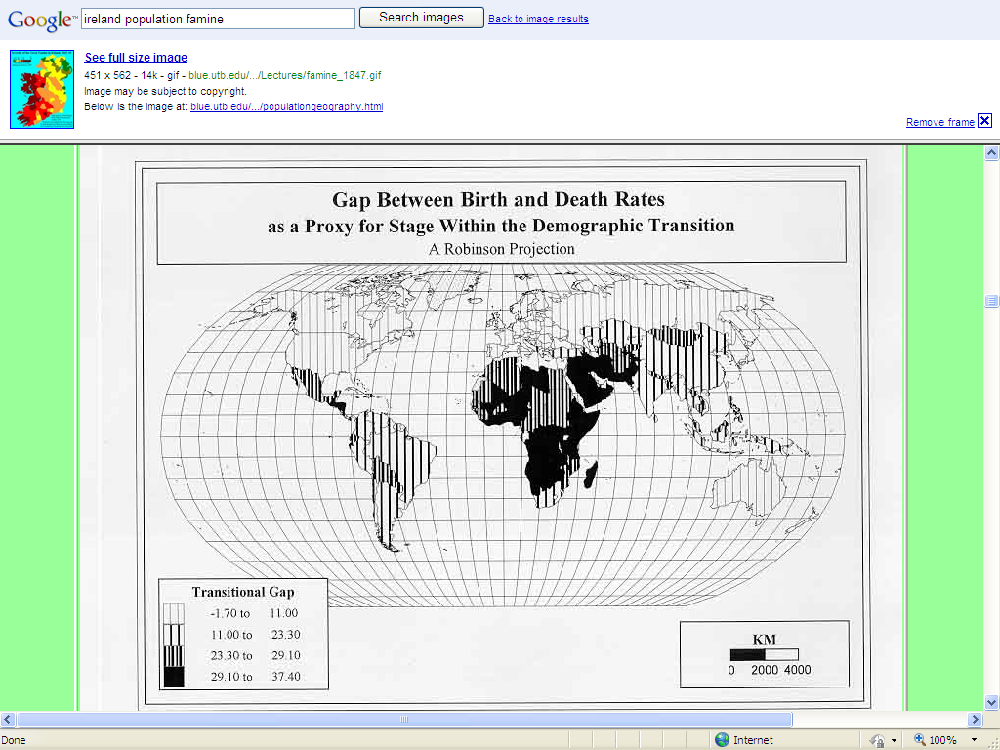 Google™ ireland population famine Search images Back to image results
See full size image
451 x 562 - 14k - gif - blue.utb.edu/.../Lectures/famine_1847.gif
Image may be subject to copyright.
Below is the image at: blue.utb.edu/.../populationgeography.html
Remove frame
Gap Between Birth and Death Rates
as a Proxy for Stage Within the Demographic Transition
A Robinson Projection
Transitional Gap
-1.70 to 11.00
11.00 to 23.30
23.30 to 29.10
29.10 to 37.40
KM
0 2000 4000
Done Internet 100%